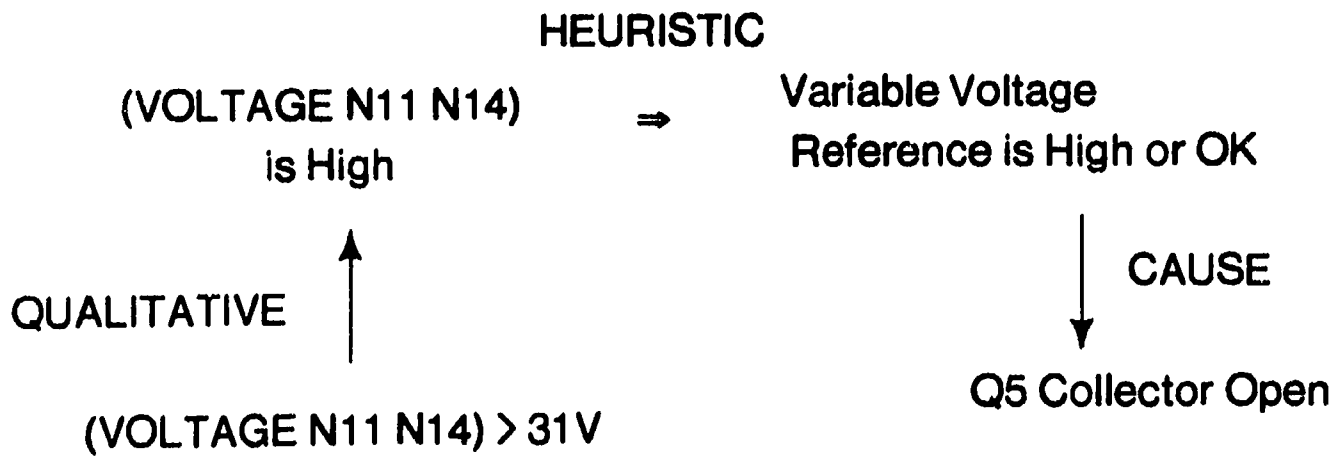 HEURISTIC
(VOLTAGE N11 N14)
is High
⇒
Variable Voltage
Reference is High or OK
QUALITATIVE
CAUSE
(VOLTAGE N11 N14) > 31V
Q5 Collector Open